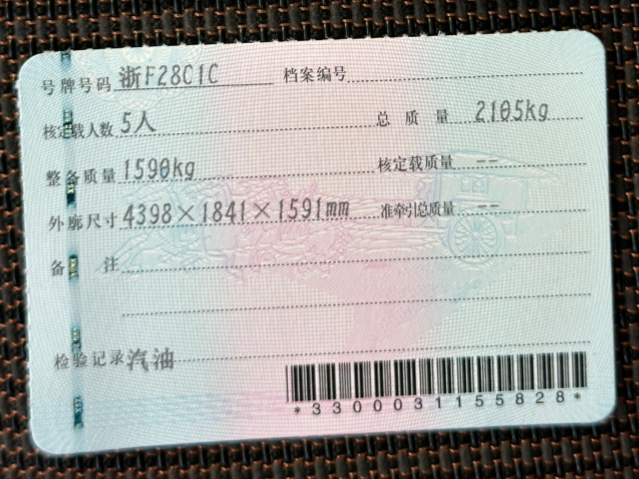 号牌号码 浙F28C1C 档案编号
核定载人数 5人 总质量 2105kg
整备质量 1590kg 核定载质量 --
外廓尺寸 4398×1841×1591mm 准牵引总质量 --
备注
检验记录 汽油
*3300031155828*